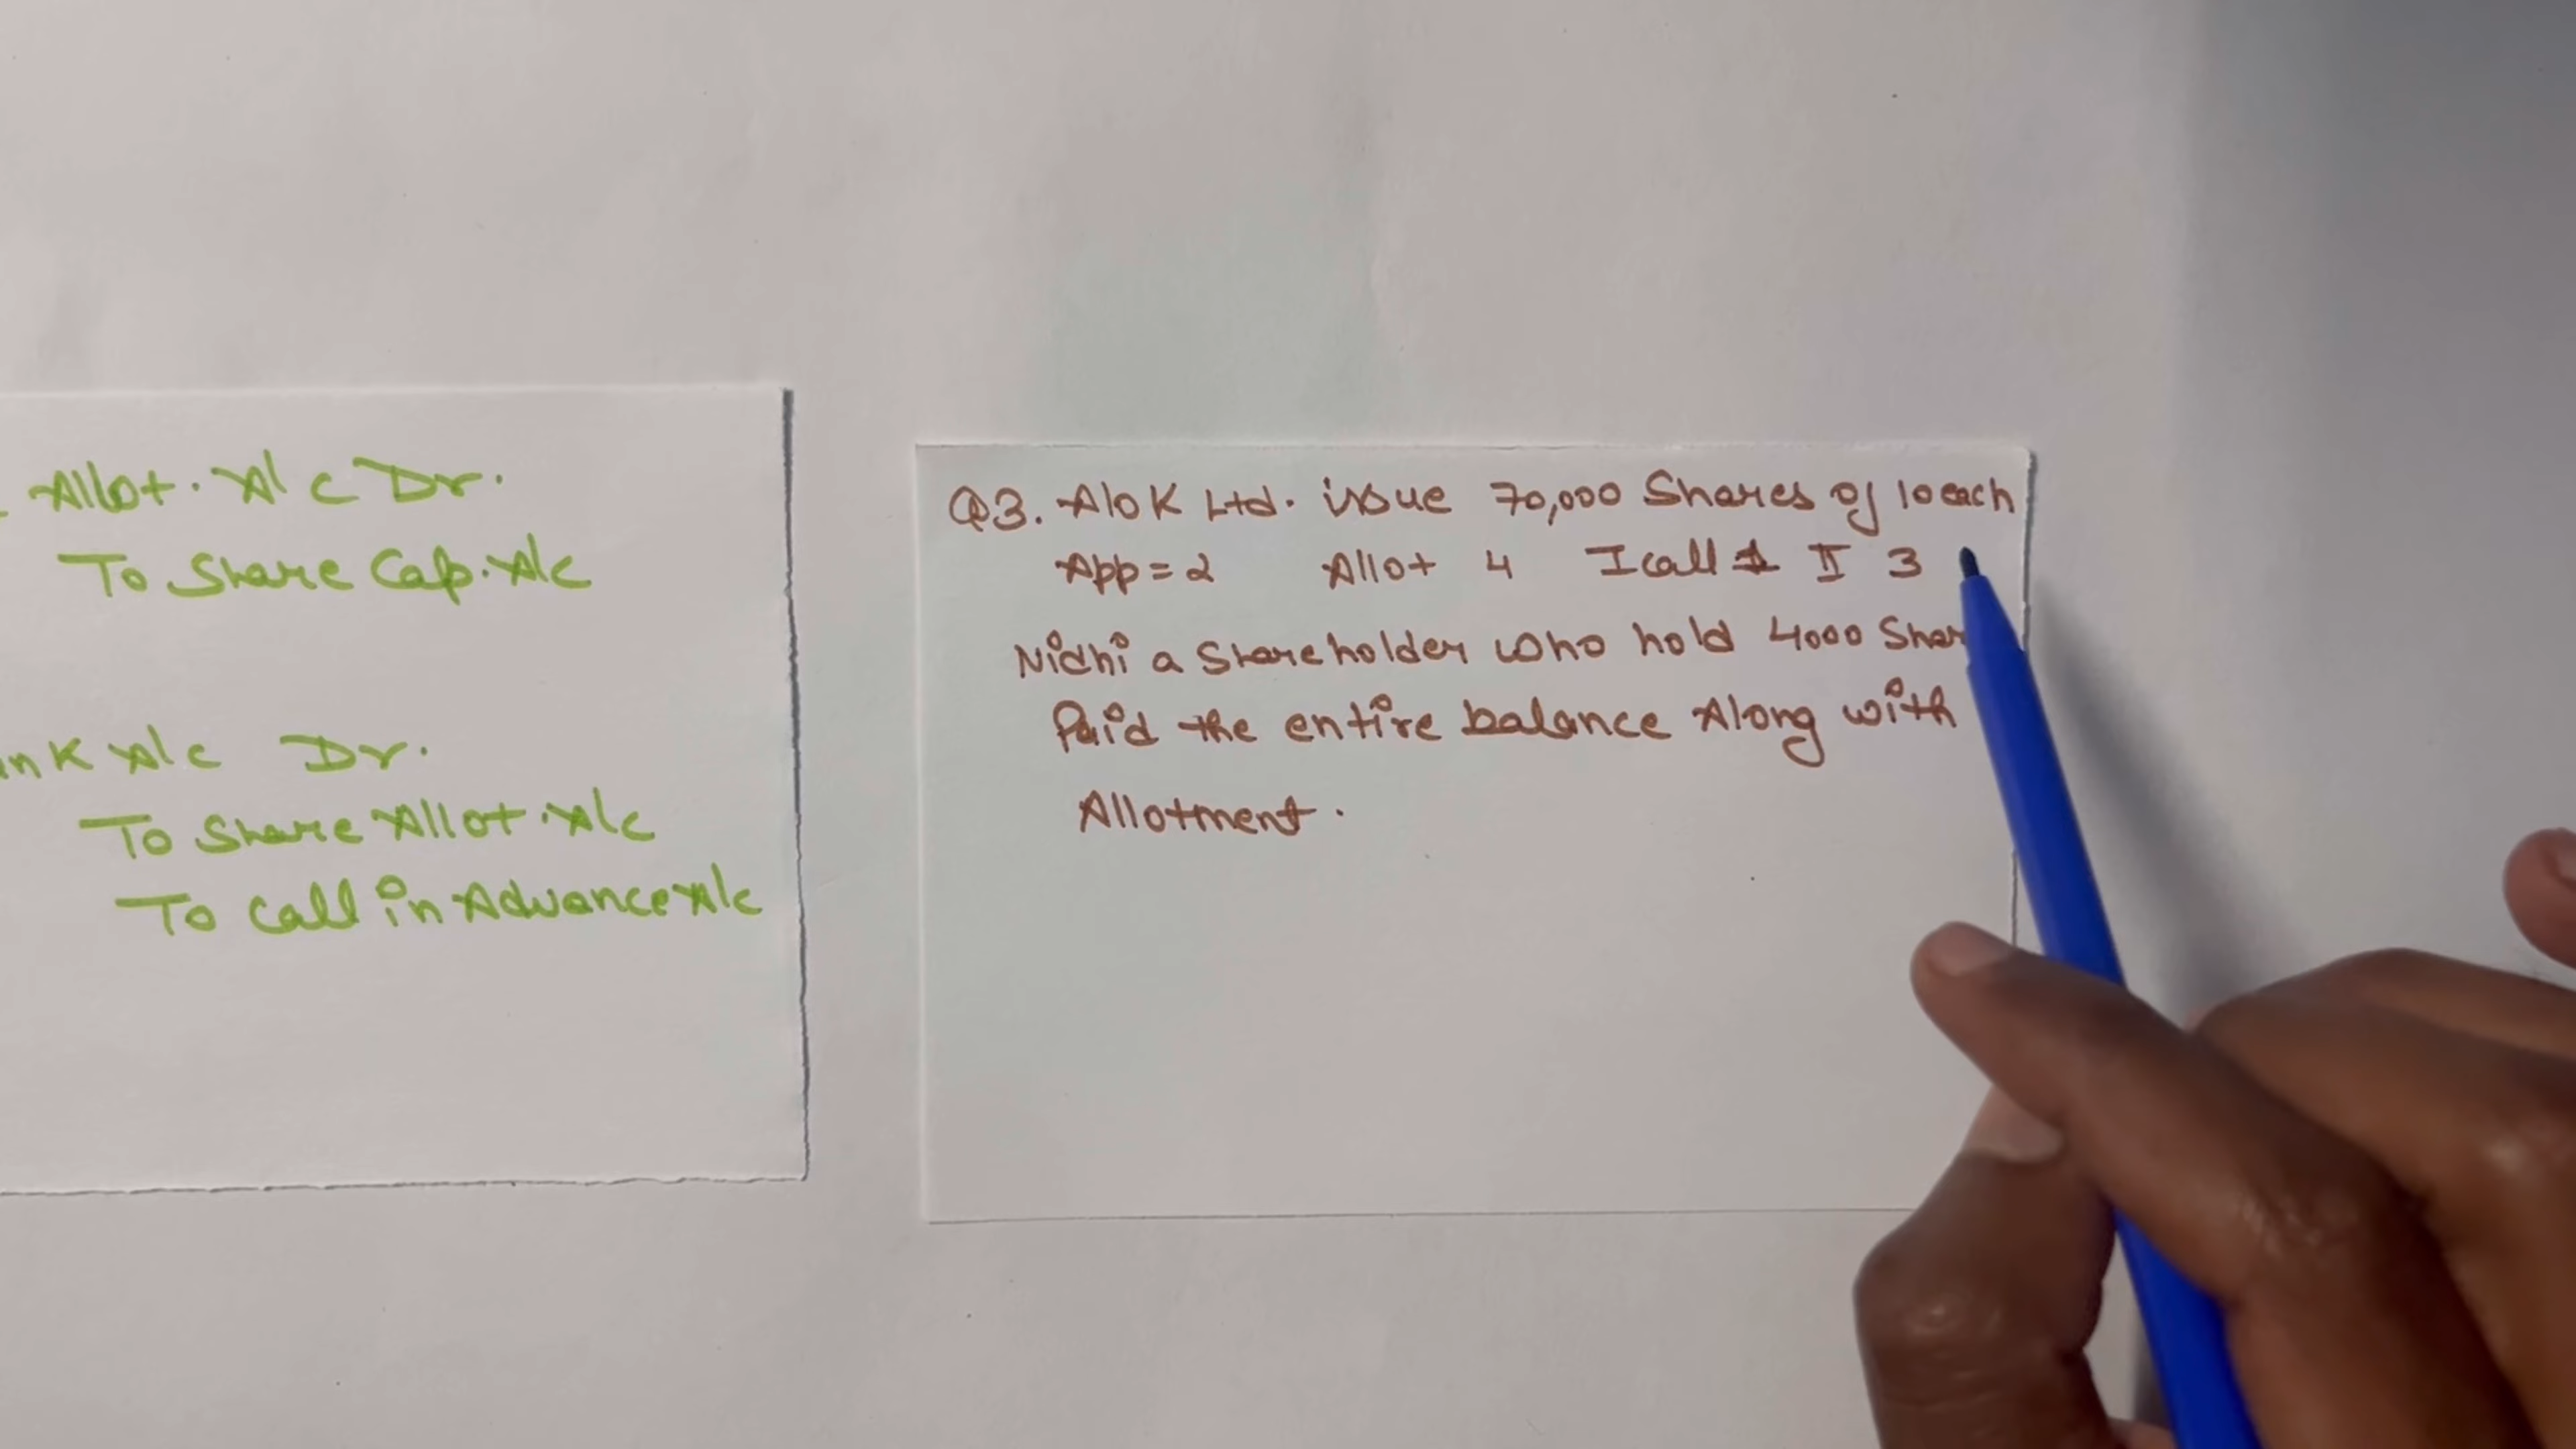 Allot. A/c Dr.
To Share Cap. A/c
A/c Dr.
To Share Allot. A/c
To Call in Advance A/c
Q3. Alok Ltd. issue 70,000 Shares of 10 each
App = 2 Allot 4 I call 1 II 3
Nidhi a Shareholder who hold 4000
Paid the entire balance Along with
Allotment.